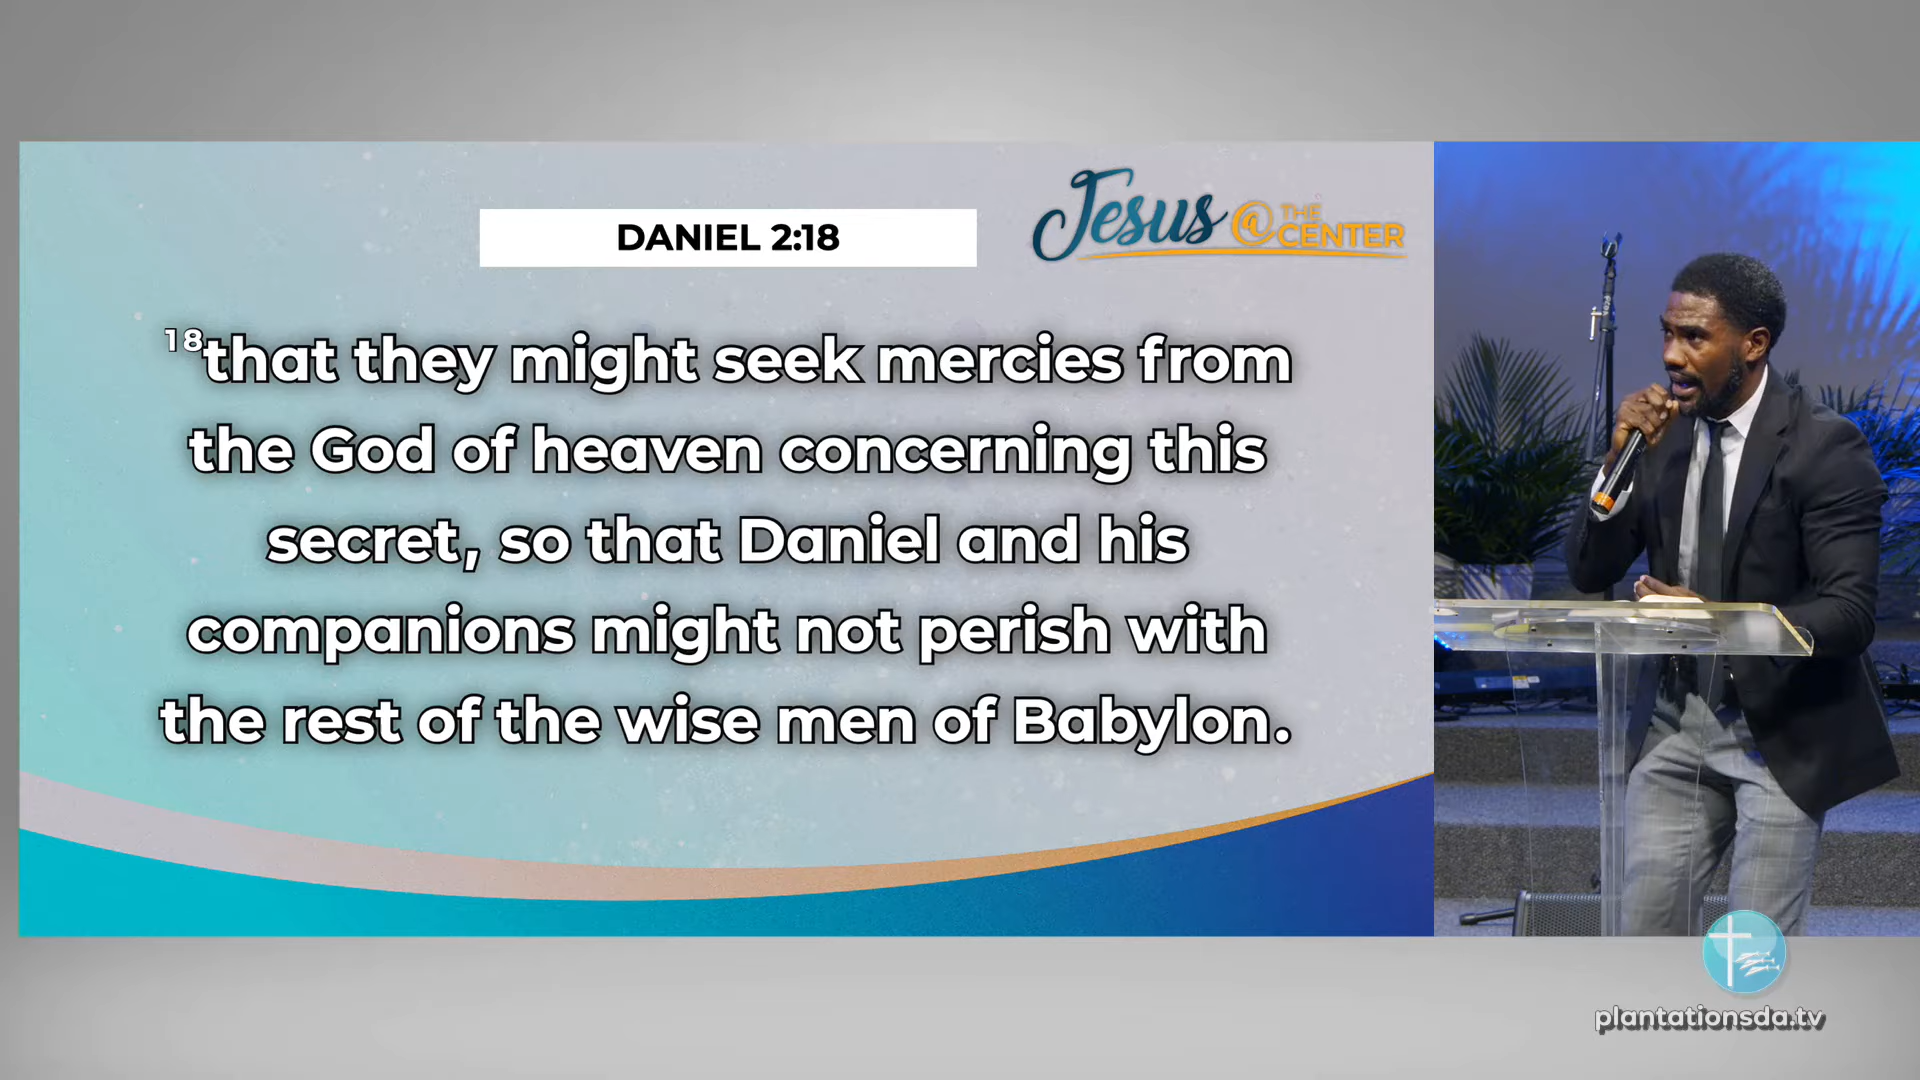 DANIEL 2:18
Jesus @ THE CENTER
18that they might seek mercies from
the God of heaven concerning this
secret, so that Daniel and his
companions might not perish with
the rest of the wise men of Babylon.
plantationsda.tv